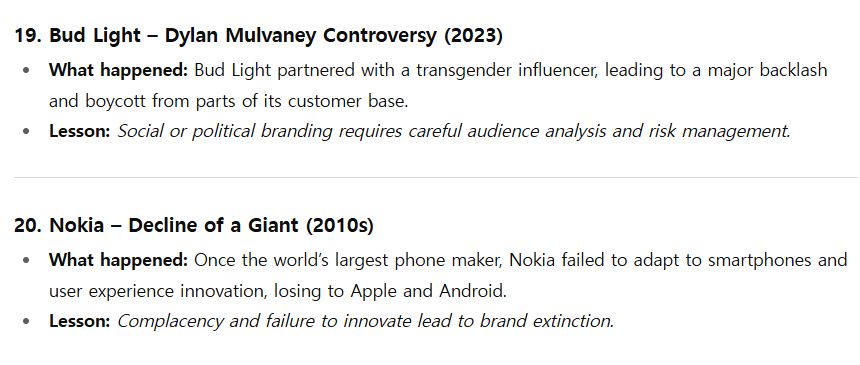 19. Bud Light – Dylan Mulvaney Controversy (2023)
• What happened: Bud Light partnered with a transgender influencer, leading to a major backlash
and boycott from parts of its customer base.
• Lesson: Social or political branding requires careful audience analysis and risk management.
20. Nokia – Decline of a Giant (2010s)
• What happened: Once the world’s largest phone maker, Nokia failed to adapt to smartphones and
user experience innovation, losing to Apple and Android.
• Lesson: Complacency and failure to innovate lead to brand extinction.